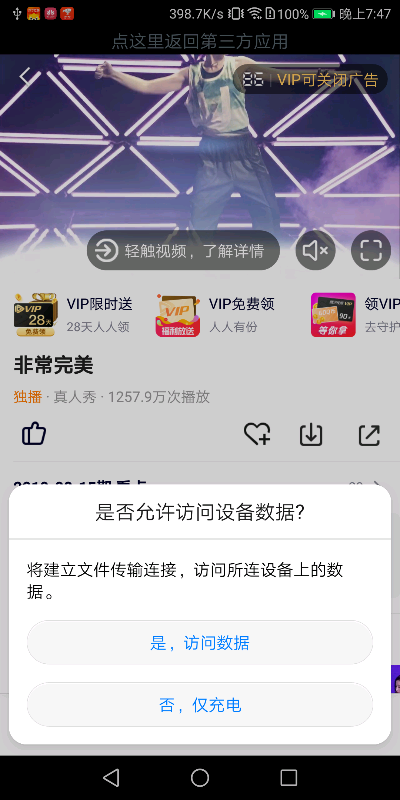 398.7K/s 100% 晚上7:47
点这里返回第三方应用
VIP可关闭广告
轻触视频，了解详情
VIP限时送
28天人人领
VIP
28天
免费领
VIP免费领
人人有份
VIP
福利放送
领VIP
去守护
90
等你拿
非常完美
独播 · 真人秀 · 1257.9万次播放
是否允许访问设备数据?
将建立文件传输连接，访问所连设备上的数
据。
是，访问数据
否，仅充电